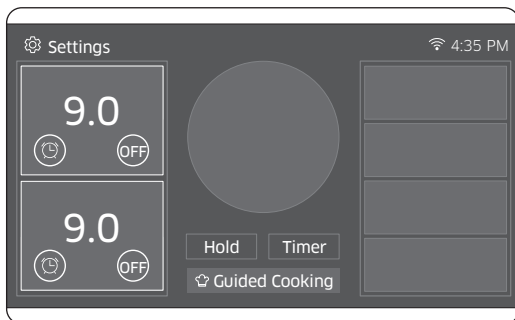 Settings
4:35 PM
9.0
OFF
9.0
OFF
Hold
Timer
Guided Cooking